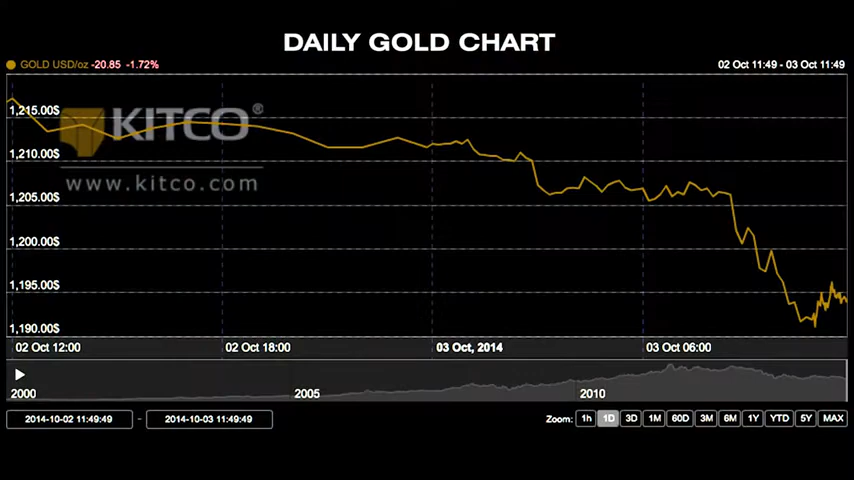 DAILY GOLD CHART
GOLD USD/oz -20.85 -1.72% 02 Oct 11:49 - 03 Oct 11:49
1,215.00$
KITCO®
1,210.00$
www.kitco.com
1,205.00$
1,200.00$
1,195.00$
1,190.00$
02 Oct 12:00 02 Oct 18:00 03 Oct, 2014 03 Oct 06:00
2000 2005 2010
2014-10-02 11:49:49 - 2014-10-03 11:49:49 Zoom: 1h 1D 3D 1M 60D 3M 6M 1Y YTD 5Y MAX